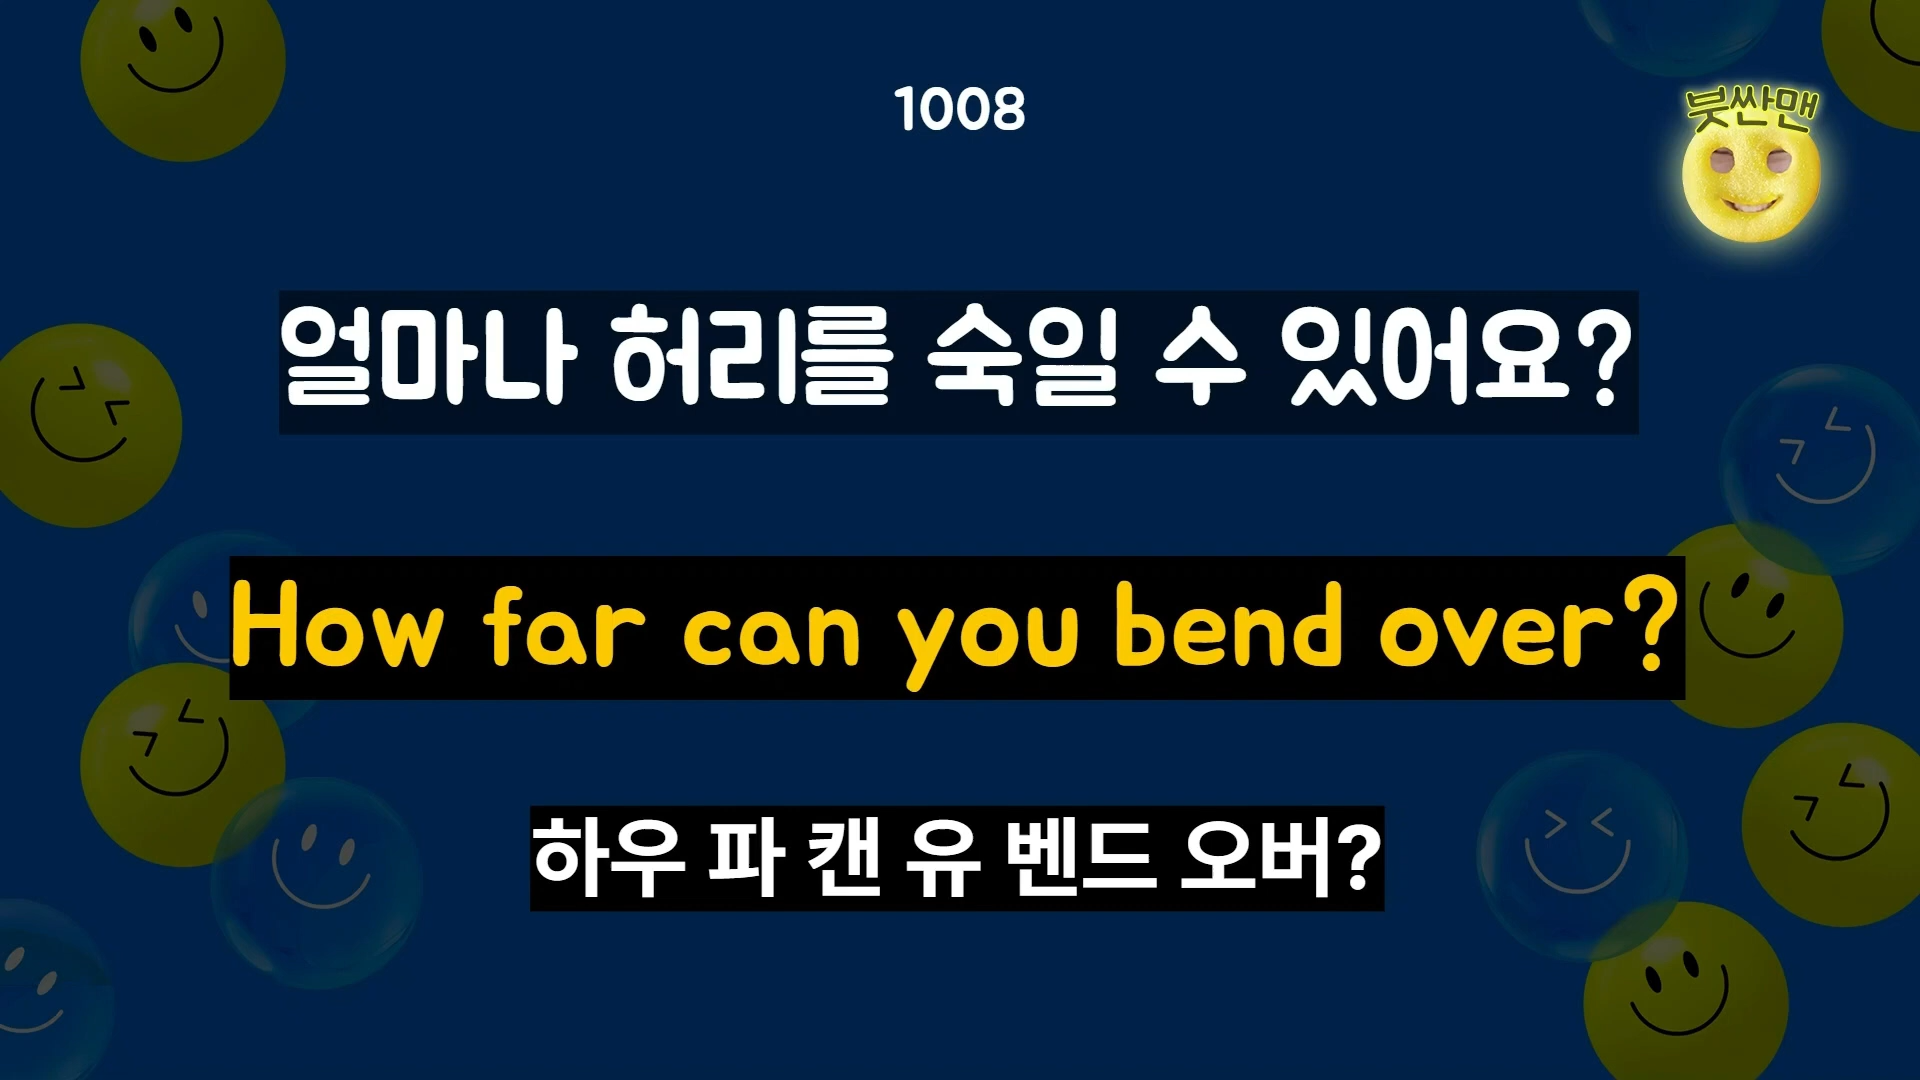 1008
붓싼맨
얼마나 허리를 숙일 수 있어요?
How far can you bend over?
하우 파 캔 유 벤드 오버?